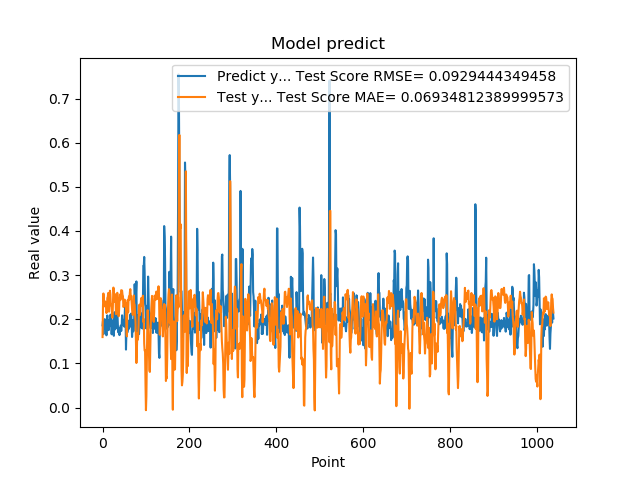 Model predict
Predict y... Test Score RMSE= 0.0929444349458
Test y... Test Score MAE= 0.06934812389999573
0.7
0.6
0.5
0.4
0.3
0.2
0.1
0.0
Real value
0 200 400 600 800 1000
Point